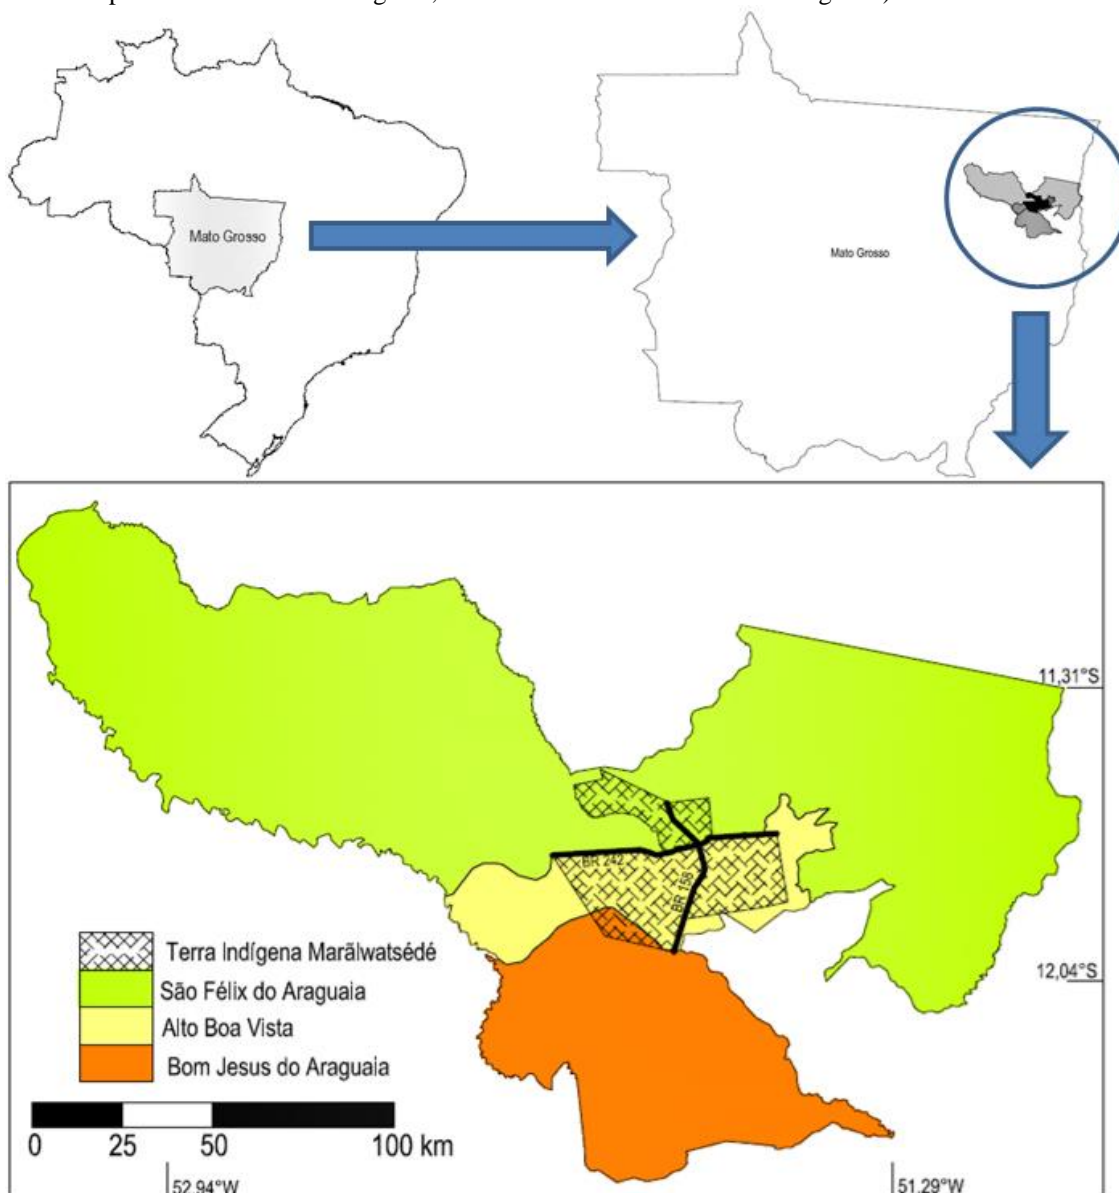 Mato Grosso
Mato Grosso
11,31°S
BR 242
BR 158
12,04°S
Terra Indígena Marãlwatsédé
São Félix do Araguaia
Alto Boa Vista
Bom Jesus do Araguaia
0 25 50 100 km
52,94°W
51,29°W